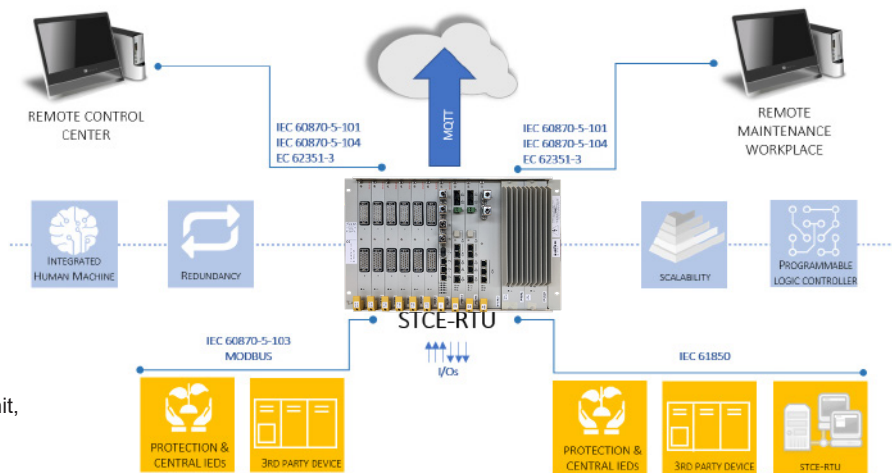 REMOTE CONTROL
CENTER
MQTT
REMOTE
MAINTENANCE
WORKPLACE
IEC 60870-5-101
IEC 60870-5-104
EC 62351-3
IEC 60870-5-101
IEC 60870-5-104
EC 62351-3
INTEGRATED
HUMAN MACHINE
REDUNDANCY
SCALABILITY
PROGRAMMABLE
LOGIC CONTROLLER
STCE-RTU
IEC 60870-5-103
MODBUS
I/Os
IEC 61850
PROTECTION &
CENTRAL IEDs
3RD PARTY DEVICE
PROTECTION &
CENTRAL IEDs
3RD PARTY DEVICE
STCE-RTU